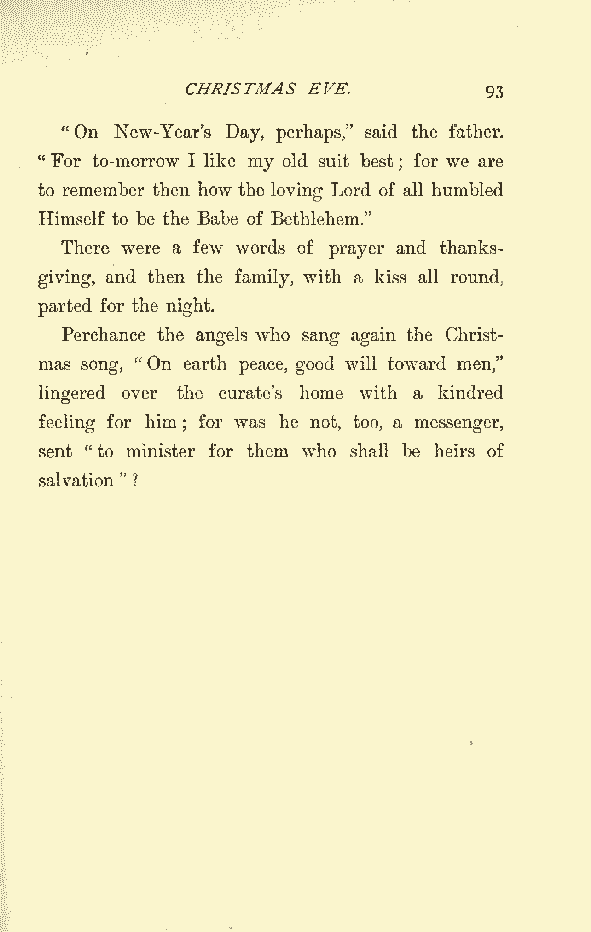 CHRISTMAS EVE. 93
“On New-Year's Day, perhaps,” said the father.
“For to-morrow I like my old suit best; for we are
to remember then how the loving Lord of all humbled
Himself to be the Babe of Bethlehem.”
There were a few words of prayer and thanks-
giving, and then the family, with a kiss all round,
parted for the night.
Perchance the angels who sang again the Christ-
mas song, “On earth peace, good will toward men,”
lingered over the curate's home with a kindred
feeling for him; for was he not, too, a messenger,
sent “to minister for them who shall be heirs of
salvation”?